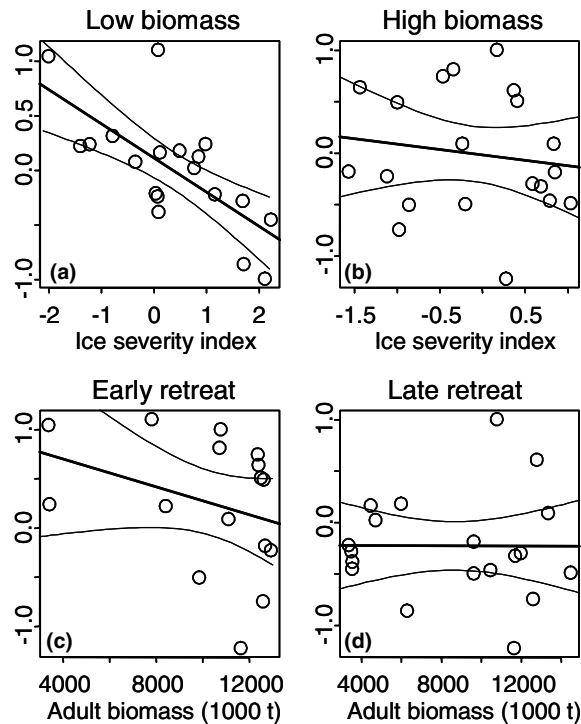 Low biomass
High biomass
1.0
0.5
0.0
-1.0
(a)
-2 -1 0 1 2
Ice severity index
1.0
0.0
-1.0
(b)
-1.5 -0.5 0.5
Ice severity index
Early retreat
Late retreat
1.0
0.0
-1.0
(c)
4000 8000 12000
Adult biomass (1000 t)
1.0
0.0
-1.0
(d)
4000 8000 12000
Adult biomass (1000 t)